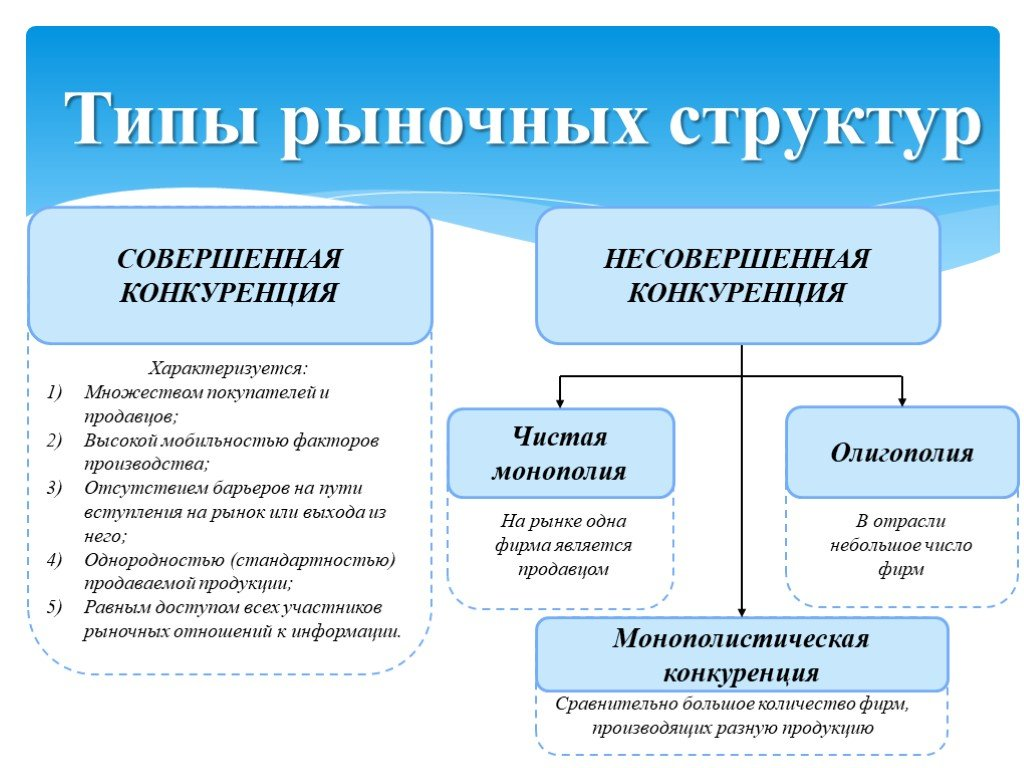 Типы рыночных структур
СОВЕРШЕННАЯ
КОНКУРЕНЦИЯ
Характеризуется:
1) Множеством покупателей и
продавцов;
2) Высокой мобильностью факторов
производства;
3) Отсутствием барьеров на пути
вступления на рынок или выхода из
него;
4) Однородностью (стандартностью)
продаваемой продукции;
5) Равным доступом всех участников
рыночных отношений к информации.
НЕСОВЕРШЕННАЯ
КОНКУРЕНЦИЯ
Чистая
монополия
На рынке одна
фирма является
продавцом
Олигополия
В отрасли
небольшое число
фирм
Монополистическая
конкуренция
Сравнительно большое количество фирм,
производящих разную продукцию